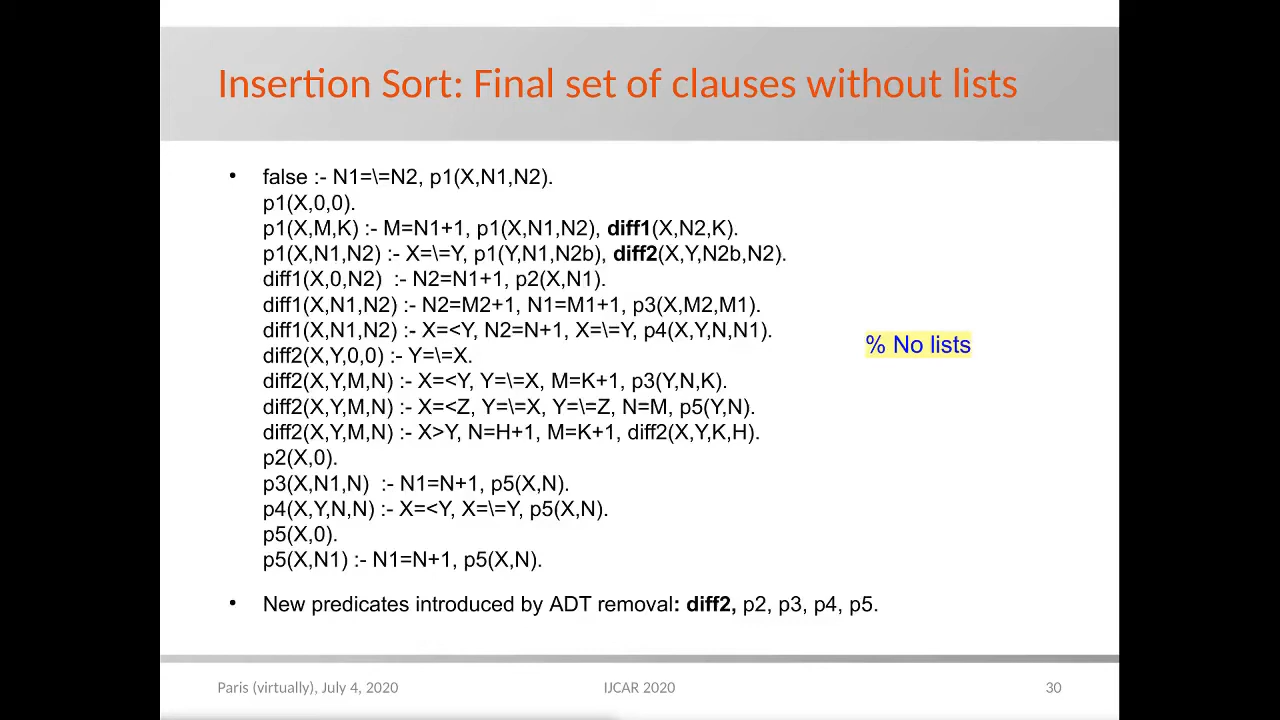 Insertion Sort: Final set of clauses without lists
• false :- N1=\=N2, p1(X,N1,N2).
p1(X,0,0).
p1(X,M,K) :- M=N1+1, p1(X,N1,N2), diff1(X,N2,K).
p1(X,N1,N2) :- X=\=Y, p1(Y,N1,N2b), diff2(X,Y,N2b,N2).
diff1(X,0,N2)  :- N2=N1+1, p2(X,N1).
diff1(X,N1,N2) :- N2=M2+1, N1=M1+1, p3(X,M2,M1).
diff1(X,N1,N2) :- X=<Y, N2=N+1, X=\=Y, p4(X,Y,N,N1).
% No lists
diff2(X,Y,0,0) :- Y=\=X.
diff2(X,Y,M,N) :- X=<Y, Y=\=X, M=K+1, p3(Y,N,K).
diff2(X,Y,M,N) :- X=<Z, Y=\=X, Y=\=Z, N=M, p5(Y,N).
diff2(X,Y,M,N) :- X>Y, N=H+1, M=K+1, diff2(X,Y,K,H).
p2(X,0).
p3(X,N1,N)  :- N1=N+1, p5(X,N).
p4(X,Y,N,N) :- X=<Y, X=\=Y, p5(X,N).
p5(X,0).
p5(X,N1) :- N1=N+1, p5(X,N).
• New predicates introduced by ADT removal: diff2, p2, p3, p4, p5.
Paris (virtually), July 4, 2020
IJCAR 2020
30